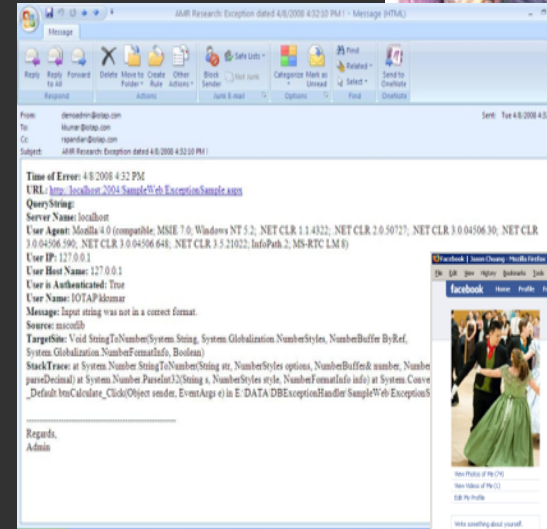 AMR Research: Exception dated 4/8/2008 4:32:10 PM ! - Message (HTML)
Message
Reply Reply to All Forward Delete Move to Folder Create Rule Other Actions Block Sender Safe Lists Not Junk Categorize Mark as Unread Find Related Select Send to OneNote
Respond Actions Junk E-mail Options Find OneNote
From: demoadmin@iotap.com Sent: Tue 4/8/2008 4:3
To:
Cc:
Subject: AMR Research: Exception dated 4/8/2008 4:32:10 PM !
Time of Error: 4/8/2008 4:32 PM
URL: http://localhost:2004/SampleWeb/ExceptionSample.aspx
QueryString:
Server Name: localhost
User Agent: Mozilla/4.0 (compatible; MSIE 7.0; Windows NT 5.2; .NET CLR 1.1.4322; .NET CLR 2.0.50727; .NET CLR 3.0.04506.30; .NET CLR
3.0.04506.590; .NET CLR 3.0.04506.648; .NET CLR 3.5.21022; InfoPath.2; MS-RTC LM 8)
User IP: 127.0.0.1
User Host Name: 127.0.0.1
User is Authenticated: True
User Name: IOTAP\kkumar
Message: Input string was not in a correct format.
Source: mscorlib
TargetSite: Void StringToNumber(System.String, System.Globalization.NumberStyles, NumberBuffer ByRef,
System.Globalization.NumberFormatInfo, Boolean)
StackTrace: at System.Number.StringToNumber(String str, NumberStyles options, NumberBuffer& number, Number
parseDecimal) at System.Number.ParseInt32(String s, NumberStyles style, NumberFormatInfo info) at System.Conve
_Default.btnCalculate_Click(Object sender, EventArgs e) in E:\DATA\DBExceptionHandler\SampleWeb\ExceptionS
Regards,
Admin
Facebook | Jason Chuang - Mozilla Firefox
File Edit View History Bookmarks Tools
facebook Home Profile
View Photos of Me (74)
View Videos of Me (1)
Edit My Profile
Write something about yourself.